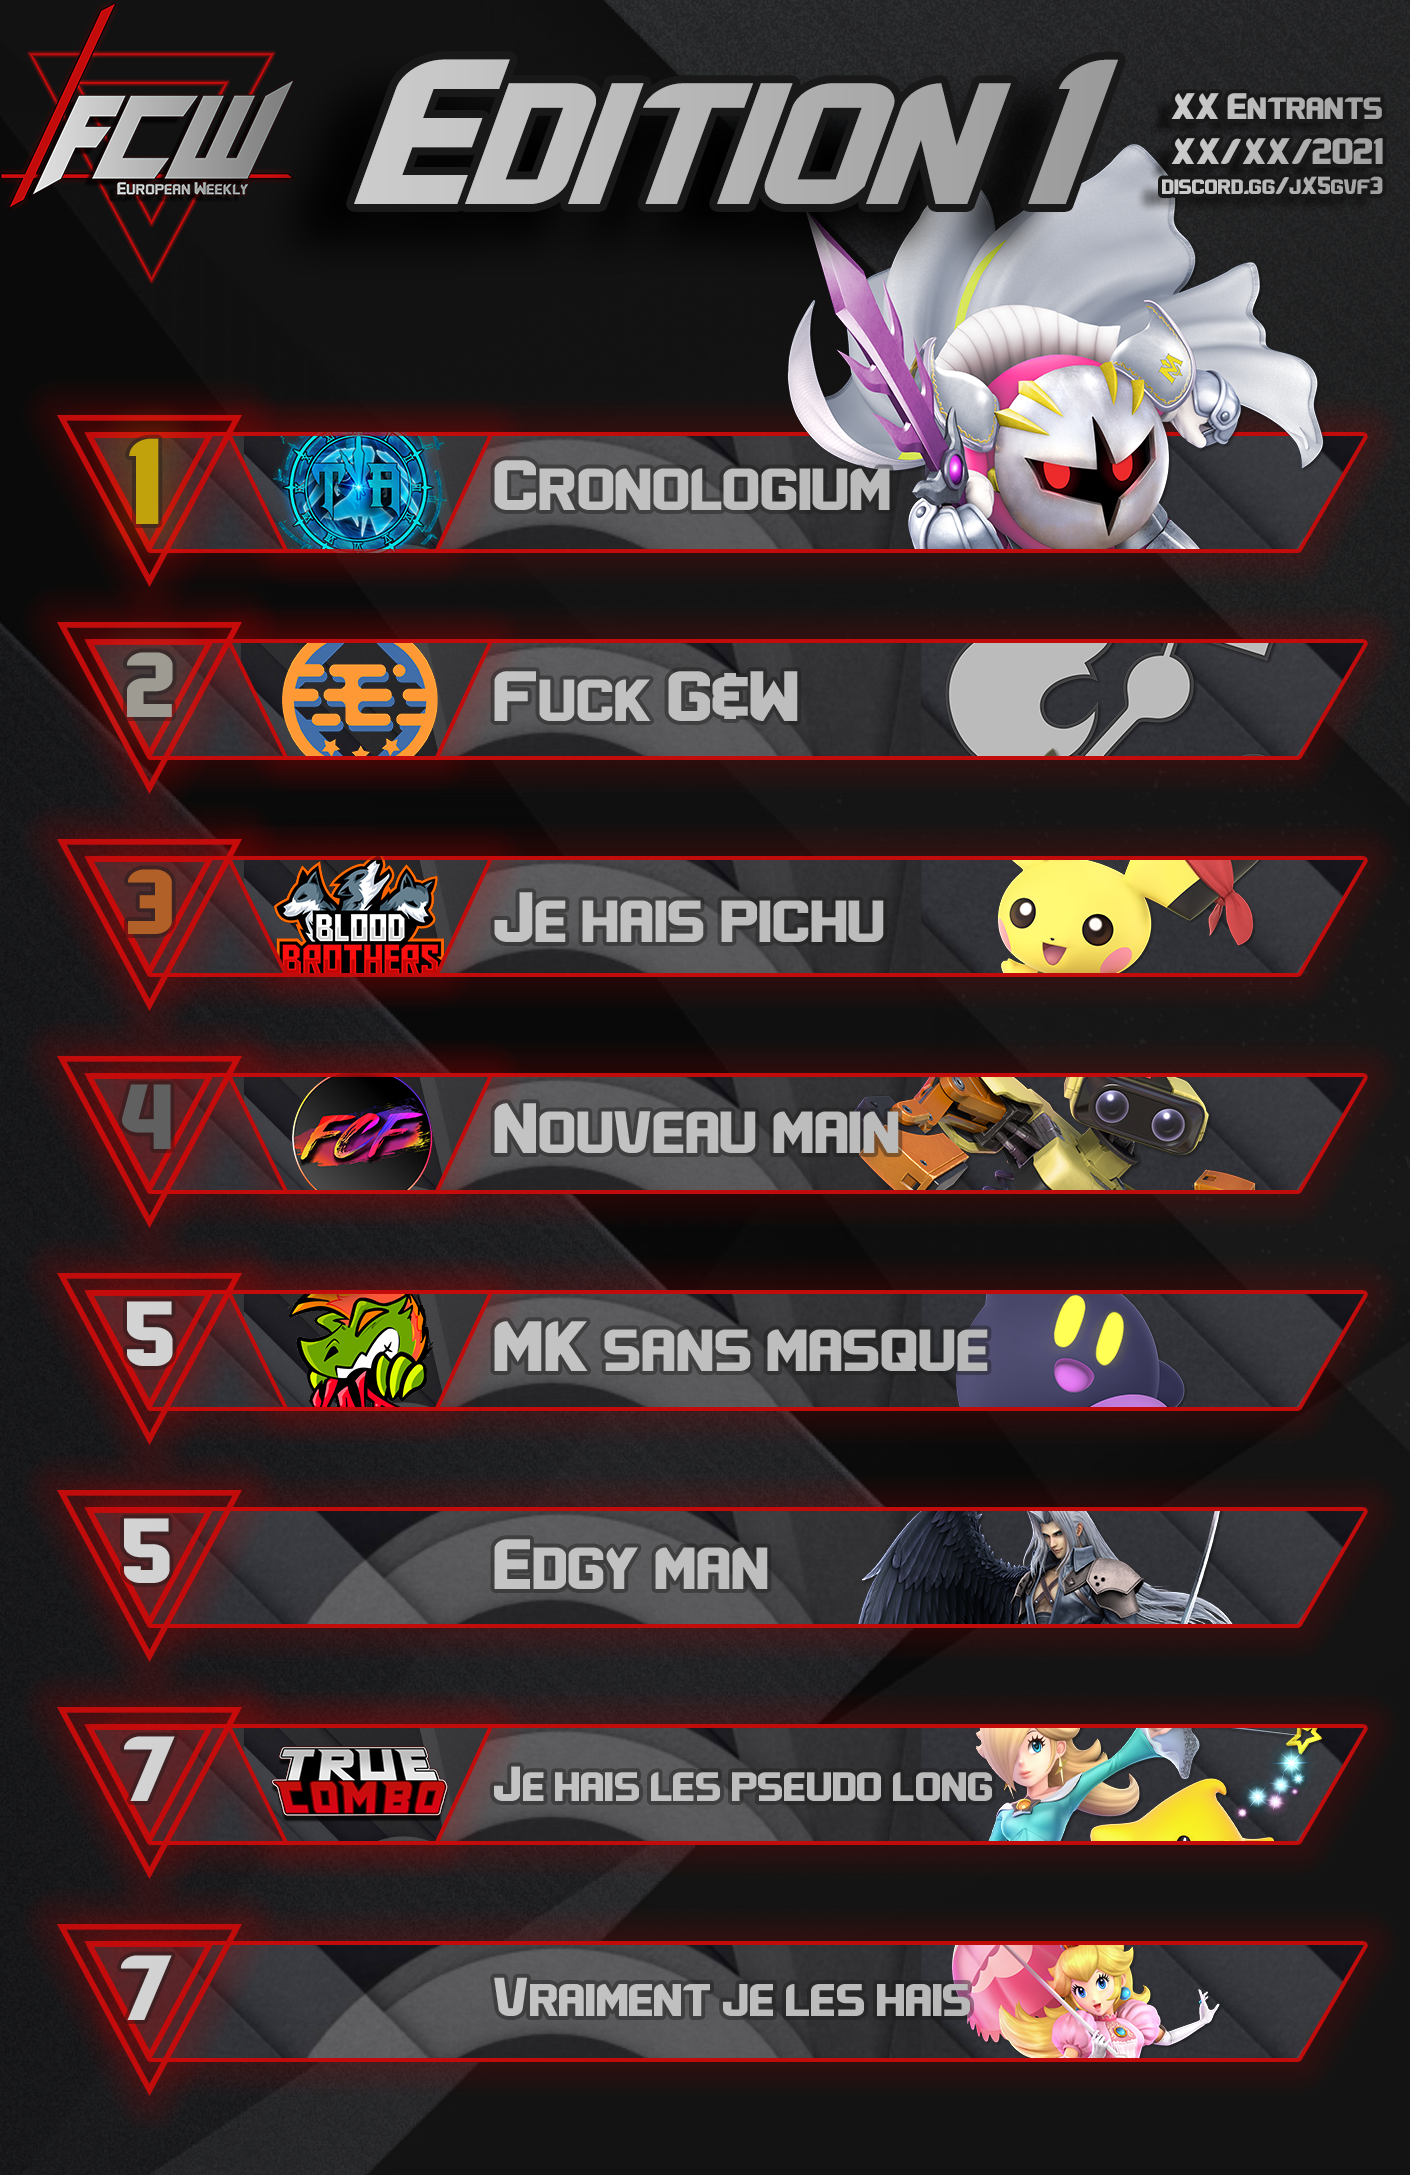 FCW
European Weekly
Edition 1
XX Entrants
XX/XX/2021
discord.gg/jX5gvf3
1
T A
Cronologium
2
Fuck G&W
3
BLOOD
BROTHERS
Je hais pichu
4
FCF
Nouveau main
5
MK sans masque
5
Edgy man
7
TRUE
COMBO
Je hais les pseudo long
7
Vraiment je les hais